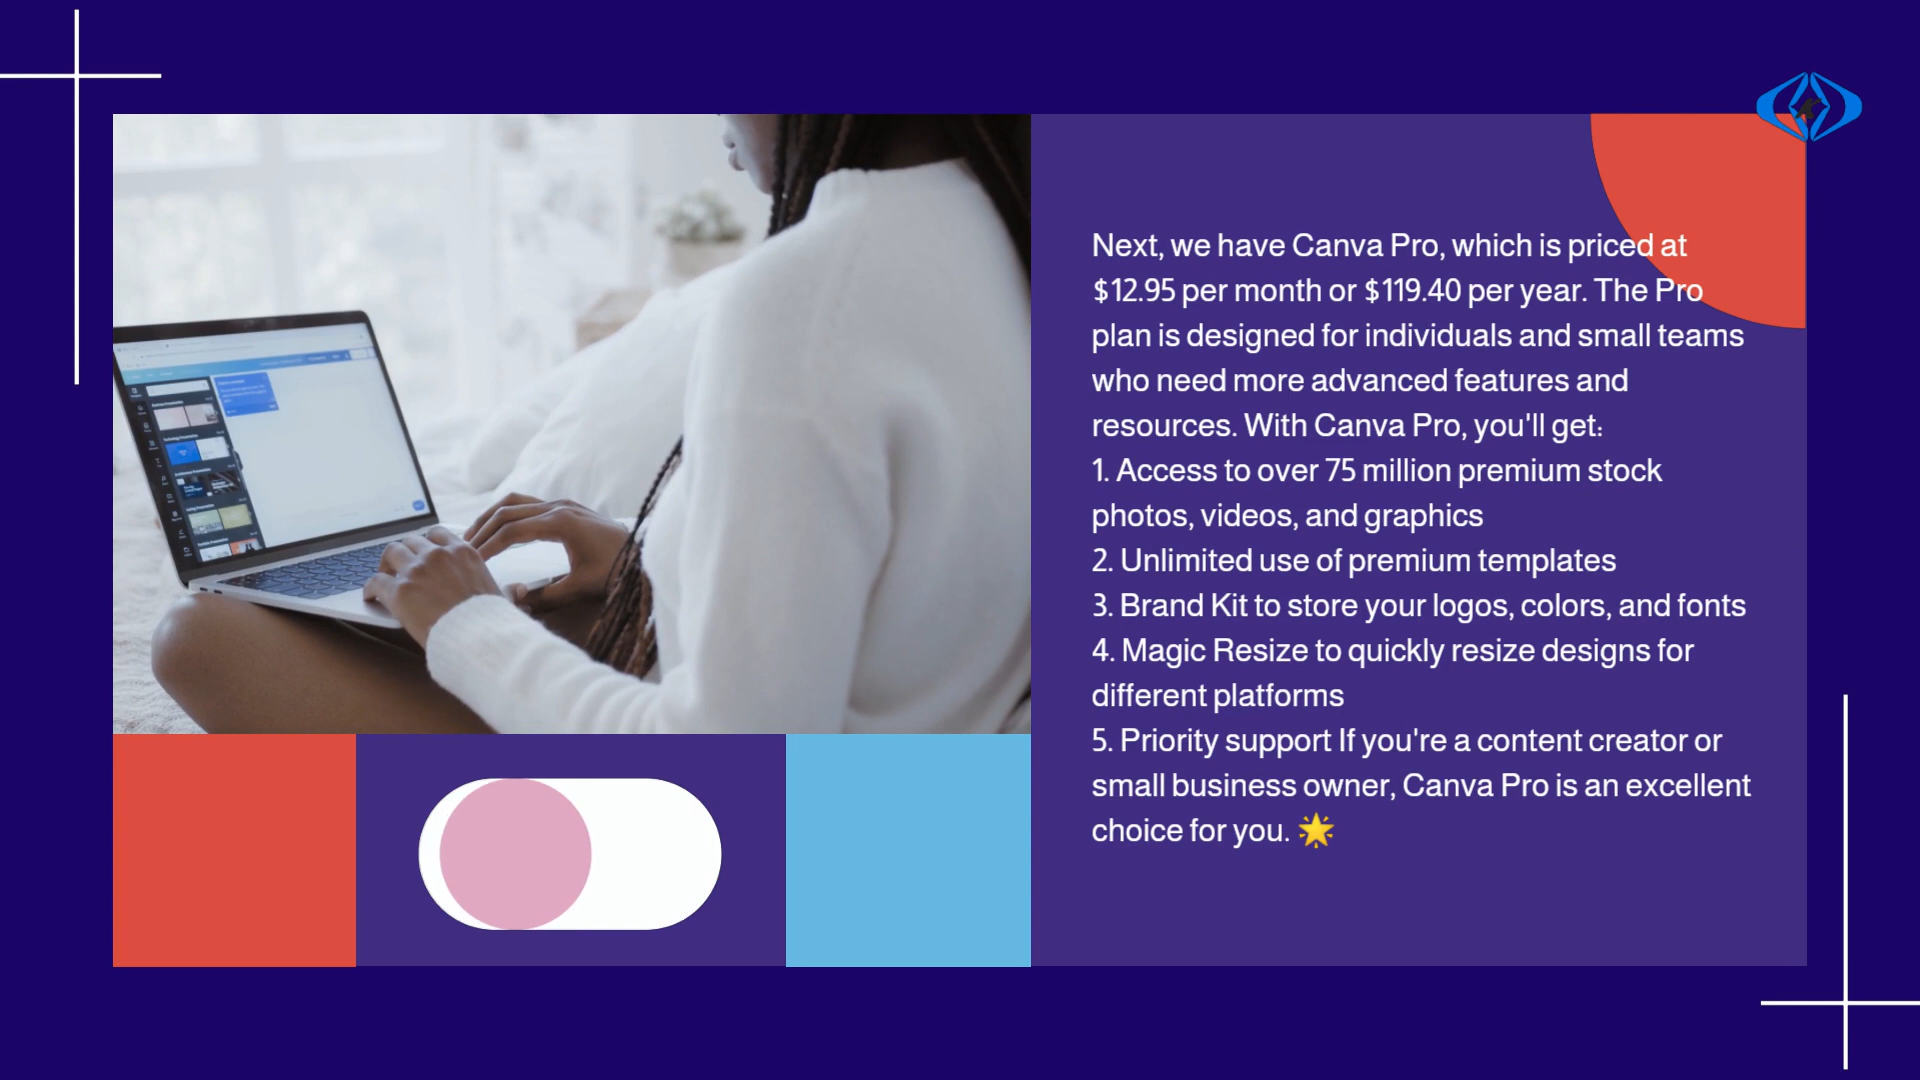 Next, we have Canva Pro, which is priced at
$12.95 per month or $119.40 per year. The Pro
plan is designed for individuals and small teams
who need more advanced features and
resources. With Canva Pro, you'll get:
1. Access to over 75 million premium stock
photos, videos, and graphics
2. Unlimited use of premium templates
3. Brand Kit to store your logos, colors, and fonts
4. Magic Resize to quickly resize designs for
different platforms
5. Priority support If you're a content creator or
small business owner, Canva Pro is an excellent
choice for you. 🌟